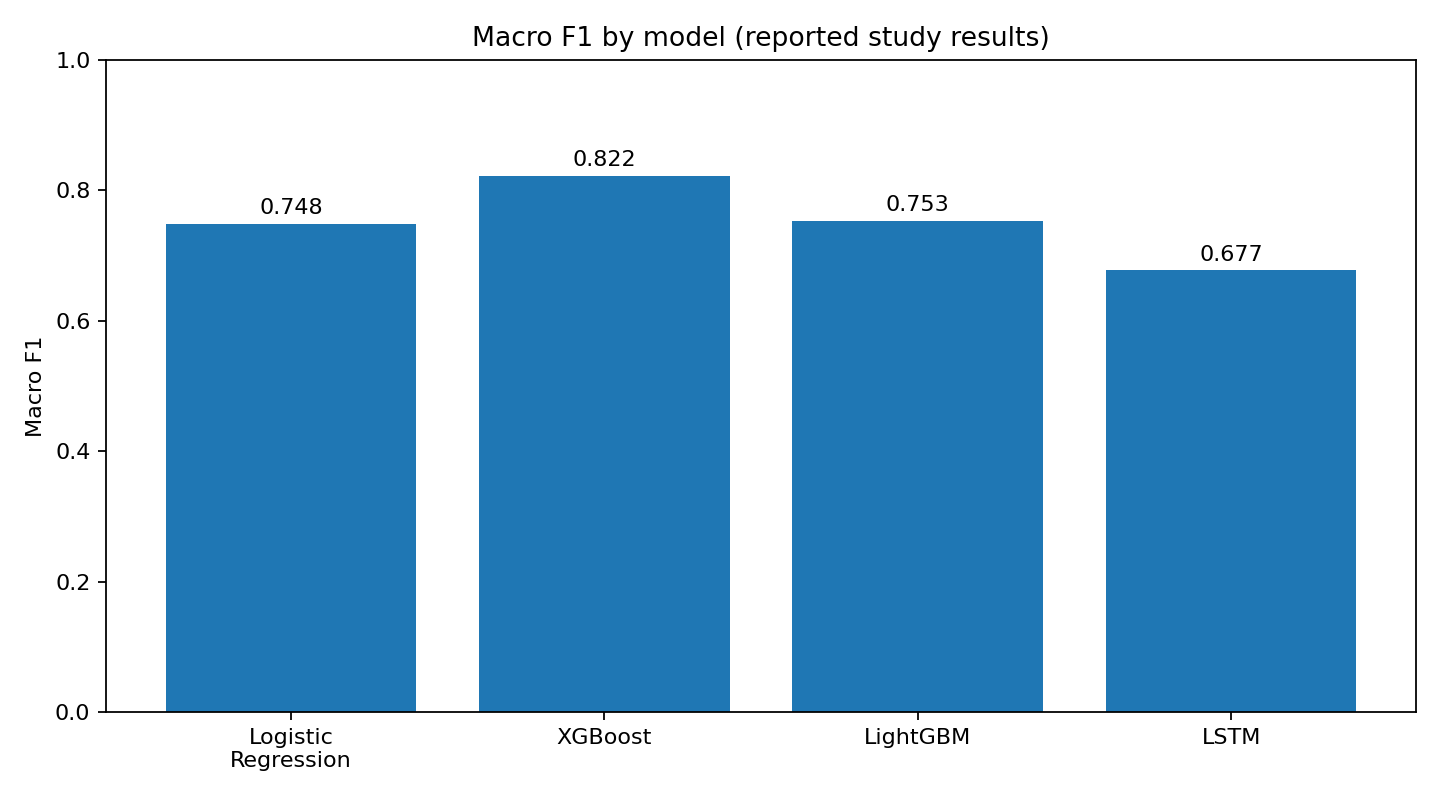 Macro F1 by model (reported study results)
1.0
0.8
0.6
0.4
0.2
0.0
Macro F1
0.748
0.822
0.753
0.677
Logistic
Regression
XGBoost
LightGBM
LSTM